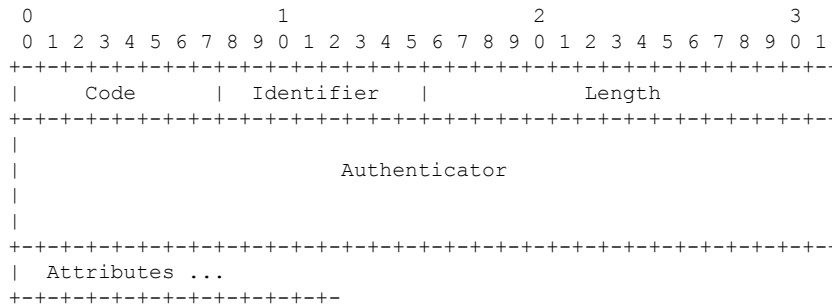 0                   1                   2                   3
 0 1 2 3 4 5 6 7 8 9 0 1 2 3 4 5 6 7 8 9 0 1 2 3 4 5 6 7 8 9 0 1
+-+-+-+-+-+-+-+-+-+-+-+-+-+-+-+-+-+-+-+-+-+-+-+-+-+-+-+-+-+-+-+-
|     Code      |  Identifier   |            Length
+-+-+-+-+-+-+-+-+-+-+-+-+-+-+-+-+-+-+-+-+-+-+-+-+-+-+-+-+-+-+-+-
|
|                         Authenticator
|
|
+-+-+-+-+-+-+-+-+-+-+-+-+-+-+-+-+-+-+-+-+-+-+-+-+-+-+-+-+-+-+-+-
|  Attributes ...
+-+-+-+-+-+-+-+-+-+-+-+-+-